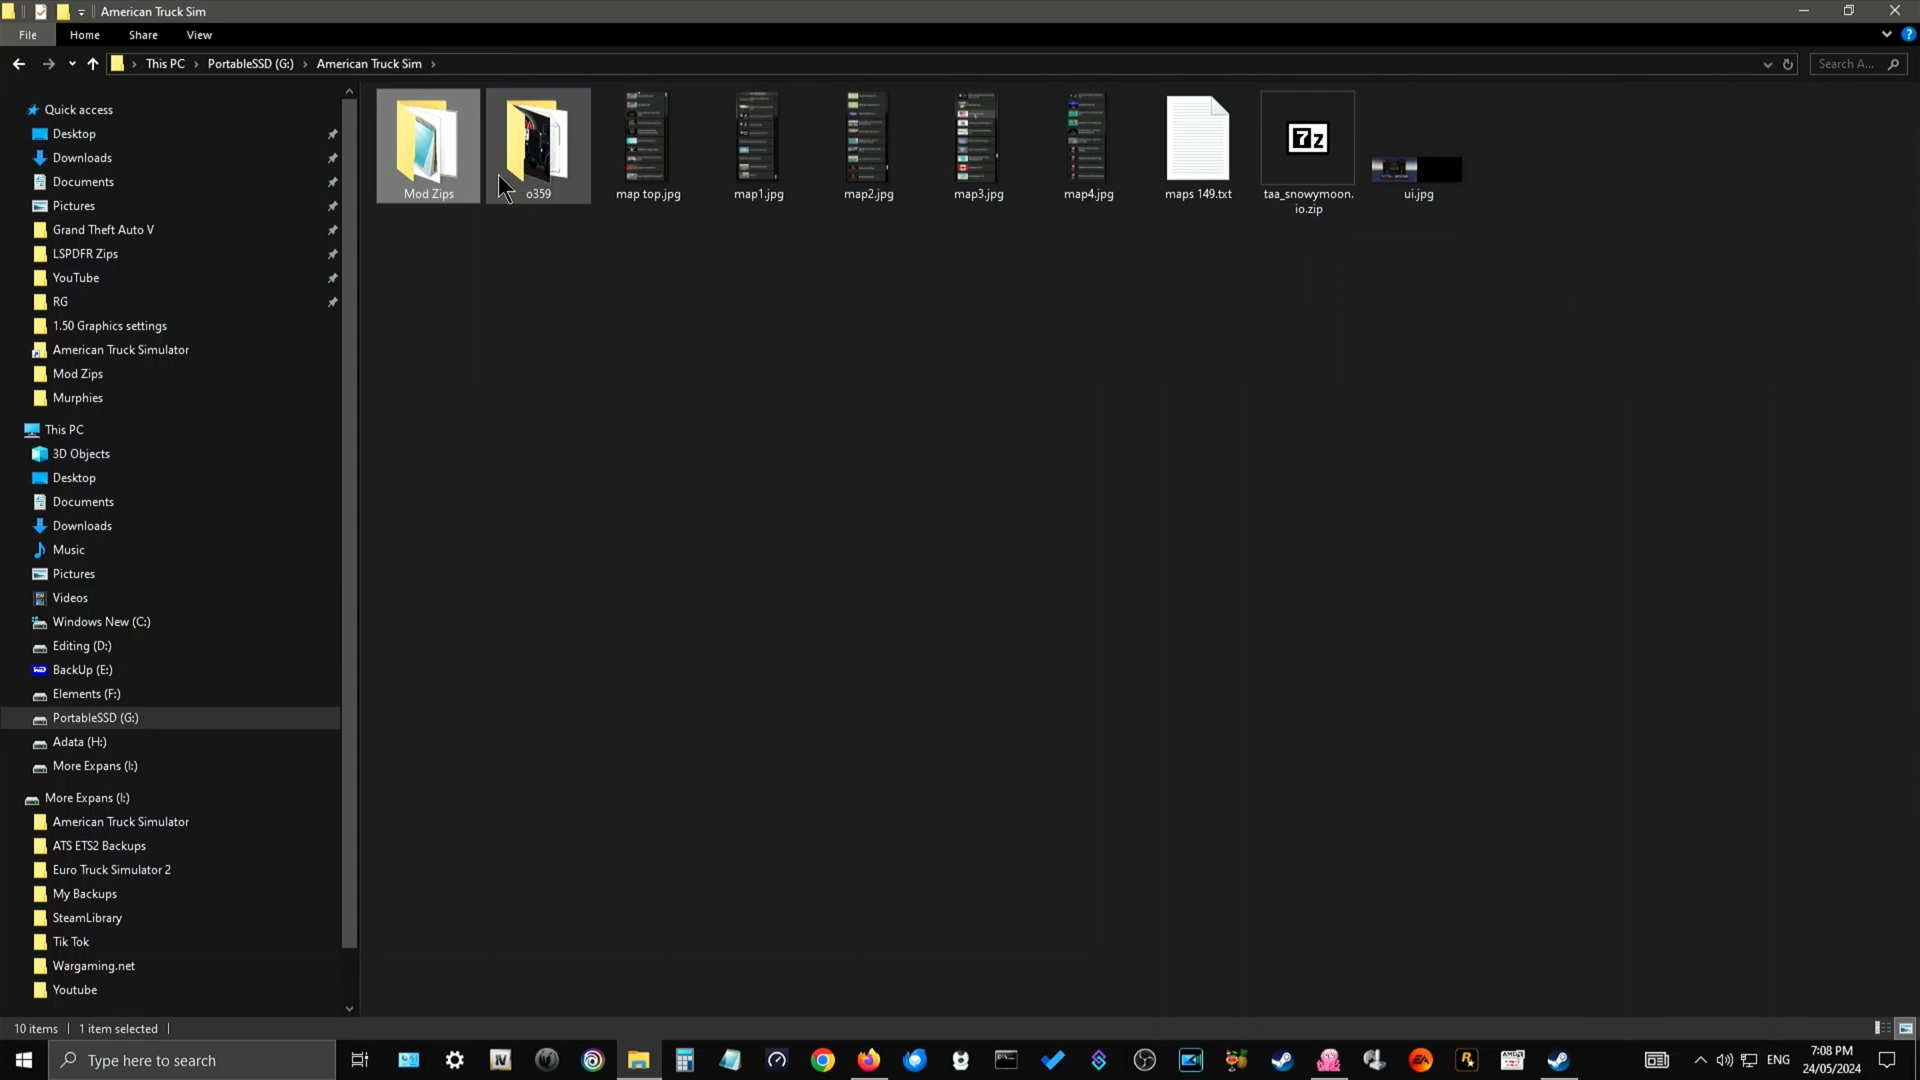 American Truck Sim
File
Home
Share
View
This PC
PortableSSD (G:)
American Truck Sim
Search A...
Quick access
Desktop
Downloads
Documents
Pictures
Grand Theft Auto V
LSPDFR Zips
YouTube
RG
1.50 Graphics settings
American Truck Simulator
Mod Zips
Murphies
This PC
3D Objects
Desktop
Documents
Downloads
Music
Pictures
Videos
Windows New (C:)
Editing (D:)
BackUp (E:)
Elements (F:)
PortableSSD (G:)
Adata (H:)
More Expans (I:)
More Expans (I:)
American Truck Simulator
ATS ETS2 Backups
Euro Truck Simulator 2
My Backups
SteamLibrary
Tik Tok
Wargaming.net
Youtube
Mod Zips
o359
map top.jpg
map1.jpg
map2.jpg
map3.jpg
map4.jpg
maps 149.txt
7z
taa_snowymoon.
io.zip
ui.jpg
10 items
1 item selected
Type here to search
IV
EA
ENG
7:08 PM
24/05/2024